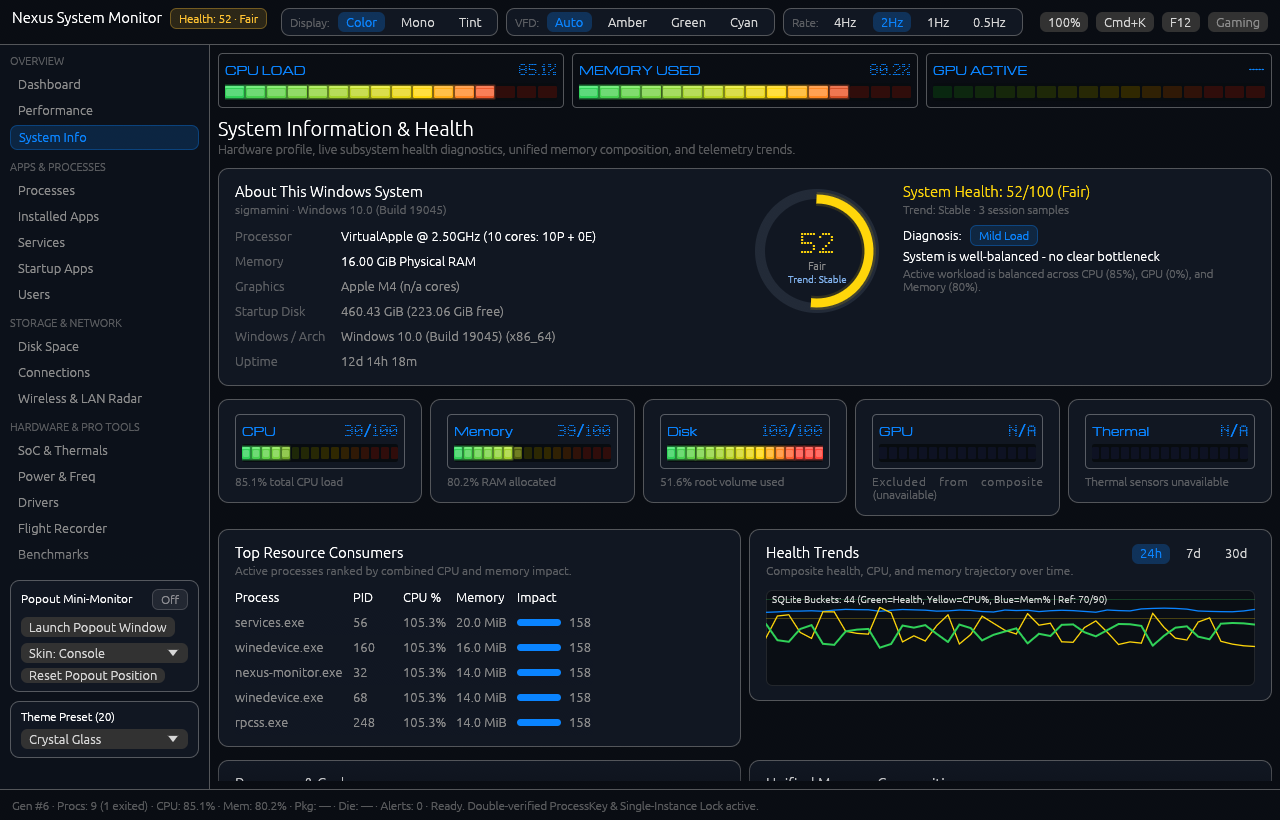 Nexus System Monitor
Health: 52 · Fair
Display: Color Mono Tint
VFD: Auto Amber Green Cyan
Rate: 4Hz 2Hz 1Hz 0.5Hz
100% Cmd+K F12 Gaming
OVERVIEW
Dashboard
Performance
System Info
APPS & PROCESSES
Processes
Installed Apps
Services
Startup Apps
Users
STORAGE & NETWORK
Disk Space
Connections
Wireless & LAN Radar
HARDWARE & PRO TOOLS
SoC & Thermals
Power & Freq
Drivers
Flight Recorder
Benchmarks
Popout Mini-Monitor Off
Launch Popout Window
Skin: Console
Reset Popout Position
Theme Preset (20)
Crystal Glass
CPU LOAD 85.1%
MEMORY USED 80.2%
GPU ACTIVE
System Information & Health
Hardware profile, live subsystem health diagnostics, unified memory composition, and telemetry trends.
About This Windows System
sigmamini · Windows 10.0 (Build 19045)
Processor VirtualApple @ 2.50GHz (10 cores: 10P + 0E)
Memory 16.00 GiB Physical RAM
Graphics Apple M4 (n/a cores)
Startup Disk 460.43 GiB (223.06 GiB free)
Windows / Arch Windows 10.0 (Build 19045) (x86_64)
Uptime 12d 14h 18m
52
Fair
Trend: Stable
System Health: 52/100 (Fair)
Trend: Stable · 3 session samples
Diagnosis: Mild Load
System is well-balanced - no clear bottleneck
Active workload is balanced across CPU (85%), GPU (0%), and
Memory (80%).
CPU 30/100
85.1% total CPU load
Memory 39/100
80.2% RAM allocated
Disk 100/100
51.6% root volume used
GPU N/A
Excluded from composite
(unavailable)
Thermal N/A
Thermal sensors unavailable
Top Resource Consumers
Active processes ranked by combined CPU and memory impact.
Process PID CPU % Memory Impact
services.exe 56 105.3% 20.0 MiB 158
winedevice.exe 160 105.3% 16.0 MiB 158
nexus-monitor.exe 32 105.3% 14.0 MiB 158
winedevice.exe 68 105.3% 14.0 MiB 158
rpcss.exe 248 105.3% 14.0 MiB 158
Health Trends 24h 7d 30d
Composite health, CPU, and memory trajectory over time.
SQLite Buckets: 44 (Green=Health, Yellow=CPU%, Blue=Mem% | Ref: 70/90)
Gen #6 · Procs: 9 (1 exited) · CPU: 85.1% · Mem: 80.2% · Pkg: — · Die: — · Alerts: 0 · Ready. Double-verified ProcessKey & Single-Instance Lock active.